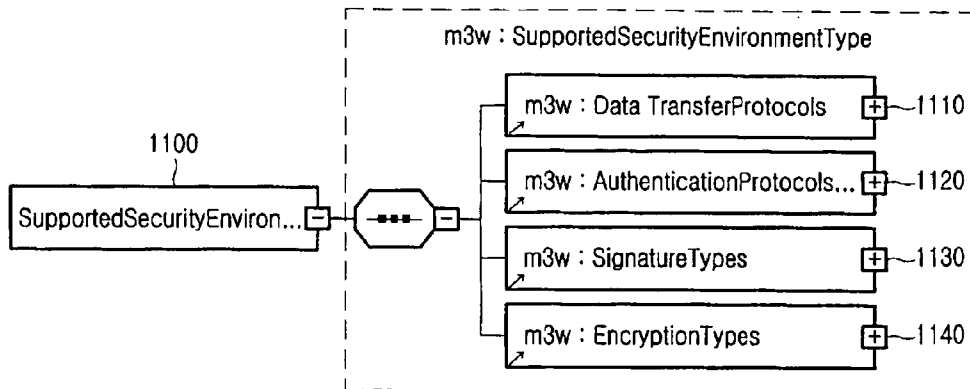 m3w : SupportedSecurityEnvironmentType
m3w : Data TransferProtocols
1110
1100
m3w : AuthenticationProtocols...
1120
SupportedSecurityEnviron...
m3w : SignatureTypes
1130
m3w : EncryptionTypes
1140